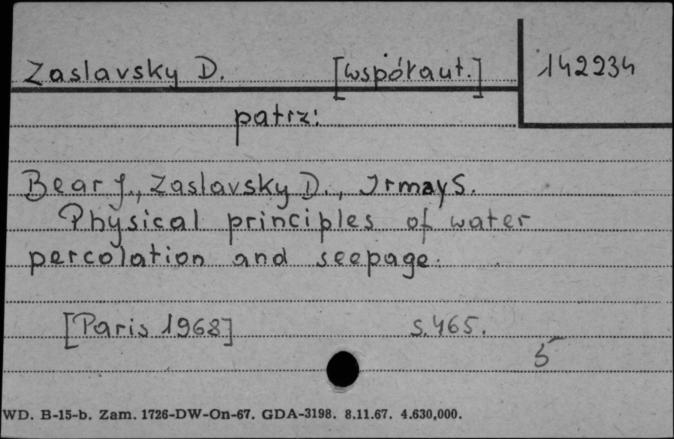 Zaslavsky D. [współaut.] 142234
patrz:
Bear J., Zaslavsky D., Irmay S.
Physical principles of water
percolation and seepage.
[Paris 1968] s. 465.
5
WD. B-15-b. Zam. 1726-DW-On-67. GDA-3198. 8.11.67. 4.630,000.